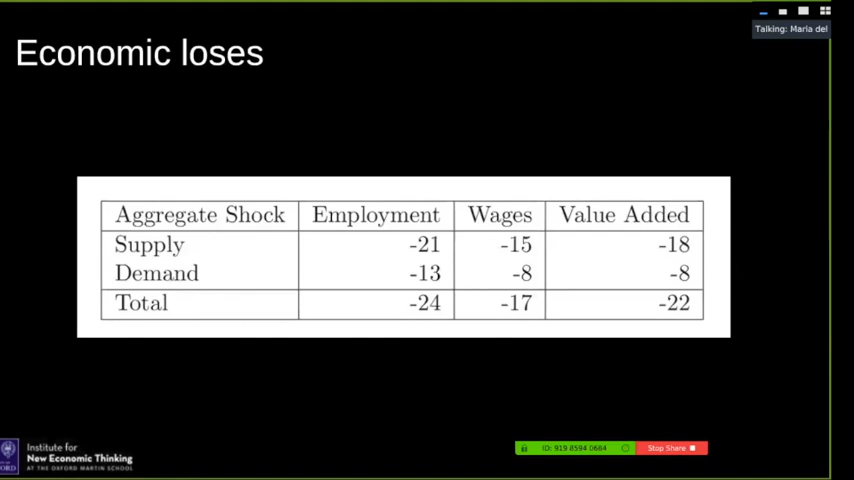 Talking: Maria del
Economic loses
Aggregate Shock Employment Wages Value Added
Supply -21 -15 -18
Demand -13 -8 -8
Total -24 -17 -22
Institute for
New Economic Thinking
AT THE OXFORD MARTIN SCHOOL
ID: 919 8594 0684
Stop Share